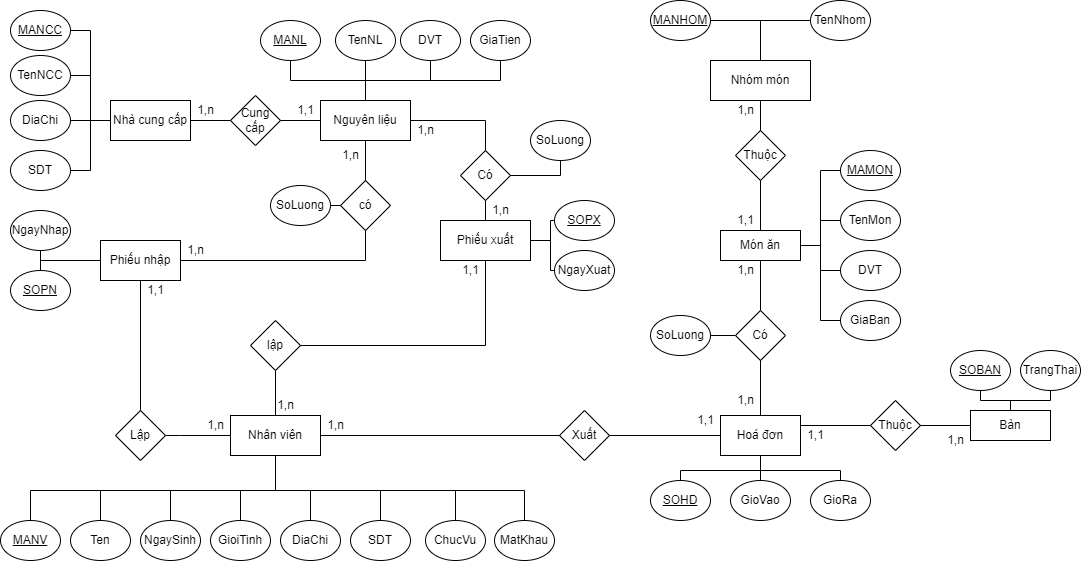 MANCC
TenNCC
DiaChi
SDT
Nhà cung cấp
1,n
Cung
cấp
1,1
MANL
TenNL
DVT
GiaTien
Nguyên liệu
1,n
1,n
SoLuong
có
Có
SoLuong
1,n
NgayNhap
SOPN
Phiếu nhập
1,n
1,1
Phiếu xuất
1,1
SOPX
NgayXuat
lập
1,n
Lập
1,n
Nhân viên
1,n
Xuất
MANV
Ten
NgaySinh
GioiTinh
DiaChi
SDT
ChucVu
MatKhau
MANHOM
TenNhom
Nhóm món
1,n
Thuộc
1,1
Món ăn
1,n
MAMON
TenMon
DVT
GiaBan
SoLuong
Có
1,n
1,1
Hoá đơn
1,1
Thuộc
1,n
Bàn
SOBAN
TrangThai
SOHD
GioVao
GioRa